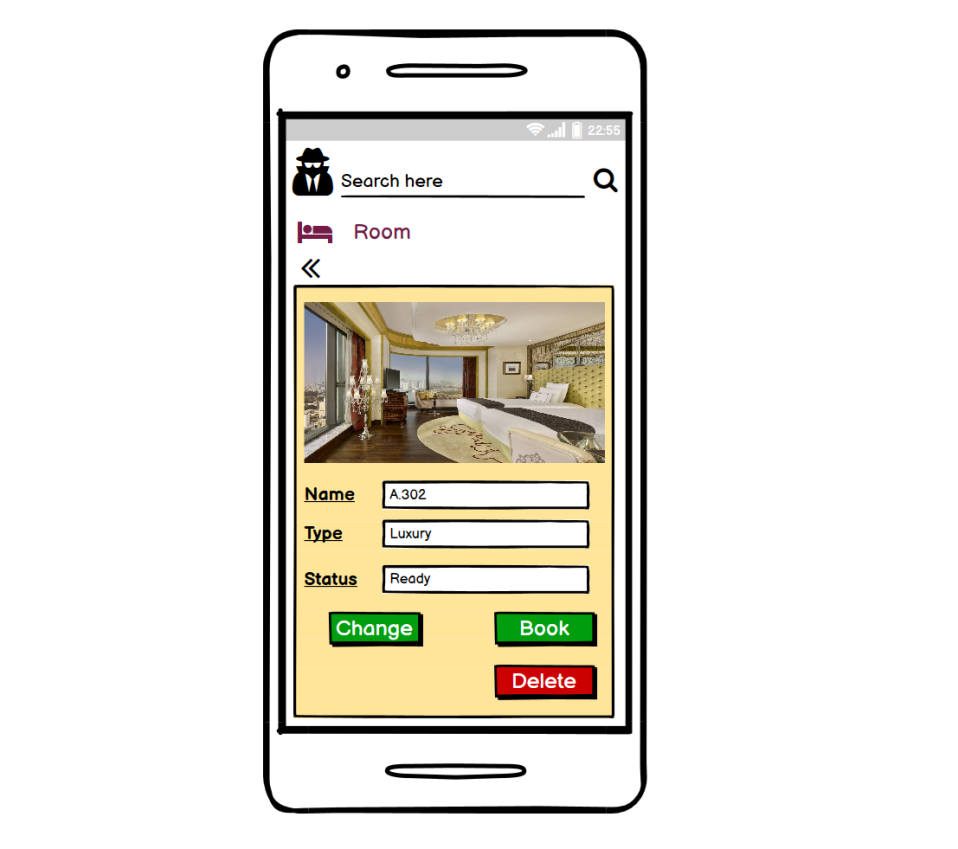 22:55
Search here
Room
Name A.302
Type Luxury
Status Ready
Change Book
Delete